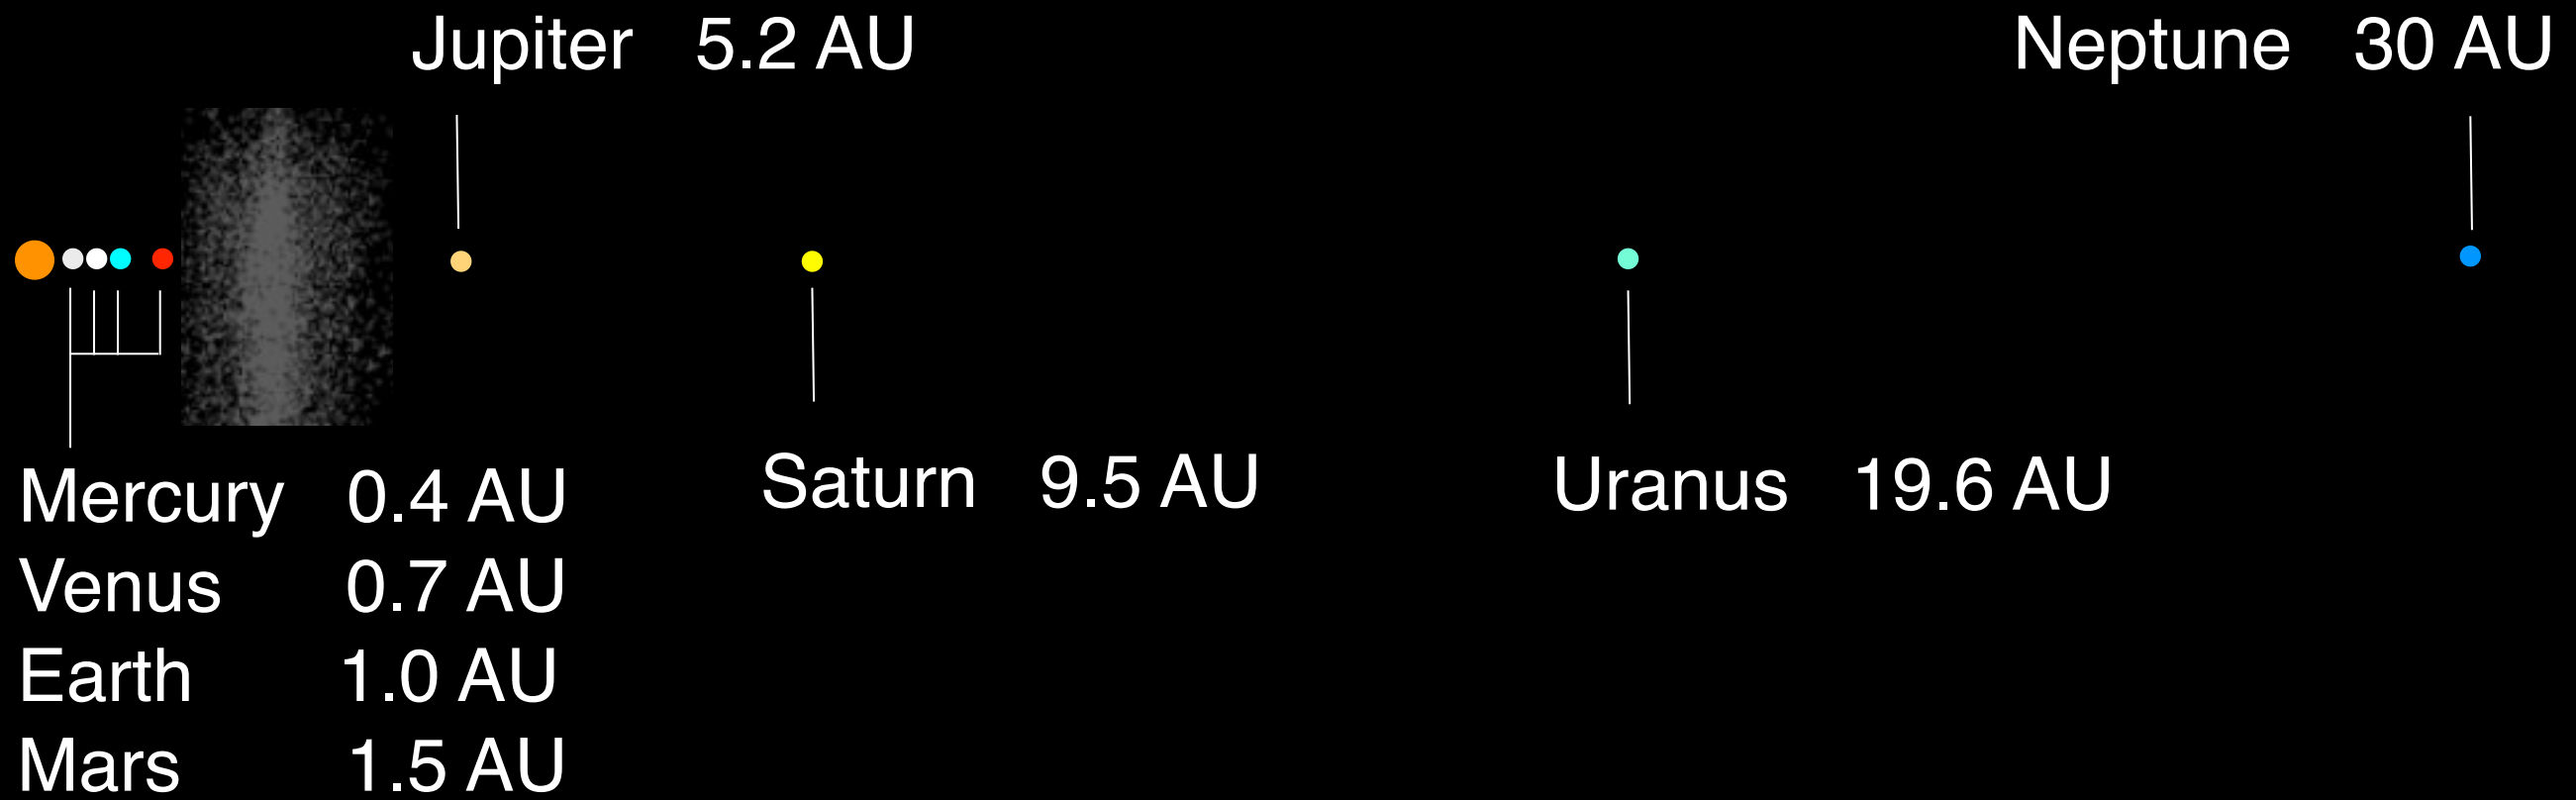 Jupiter 5.2 AU
Neptune 30 AU
Saturn 9.5 AU
Uranus 19.6 AU
Mercury 0.4 AU
Venus 0.7 AU
Earth 1.0 AU
Mars 1.5 AU